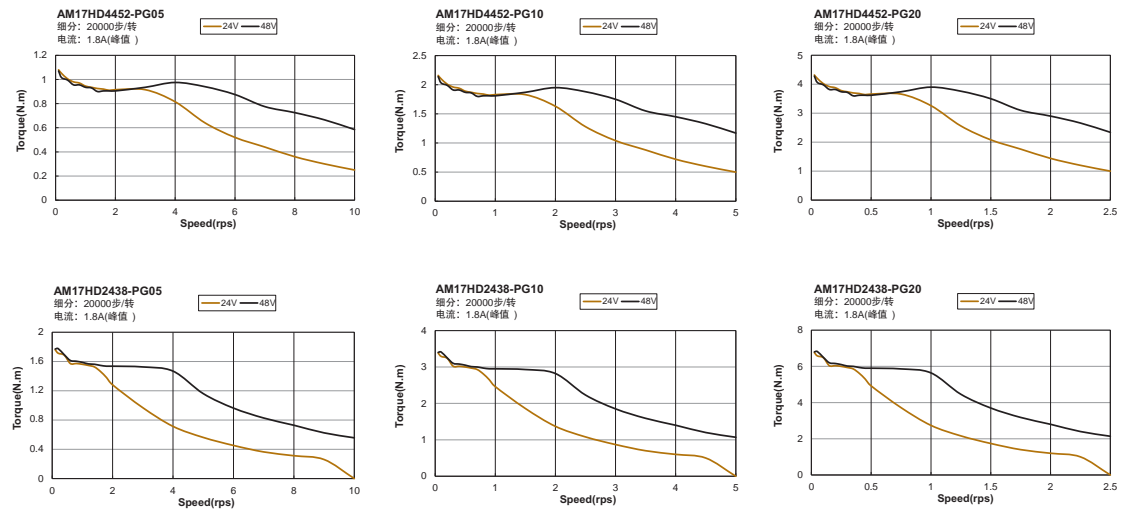 AM17HD4452-PG05
细分：20000步/转
电流：1.8A(峰值 )
24V 48V
Torque(N.m)
1.2
1
0.8
0.6
0.4
0.2
0
0 2 4 6 8 10
Speed(rps)
AM17HD4452-PG10
细分：20000步/转
电流：1.8A(峰值 )
24V 48V
Torque(N.m)
2.5
2
1.5
1
0.5
0
0 1 2 3 4 5
Speed(rps)
AM17HD4452-PG20
细分：20000步/转
电流：1.8A(峰值 )
24V 48V
Torque(N.m)
5
4
3
2
1
0
0 0.5 1 1.5 2 2.5
Speed(rps)
AM17HD2438-PG05
细分：20000步/转
电流：1.8A(峰值 )
24V 48V
Torque(N.m)
2
1.6
1.2
0.8
0.4
0
0 2 4 6 8 10
Speed(rps)
AM17HD2438-PG10
细分：20000步/转
电流：1.8A(峰值 )
24V 48V
Torque(N.m)
4
3
2
1
0
0 1 2 3 4 5
Speed(rps)
AM17HD2438-PG20
细分：20000步/转
电流：1.8A(峰值 )
24V 48V
Torque(N.m)
8
6
4
2
0
0 0.5 1 1.5 2 2.5
Speed(rps)